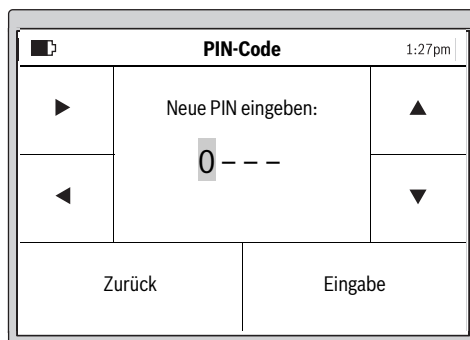 PIN-Code 1:27pm
Neue PIN eingeben:
0– – –
Zurück Eingabe